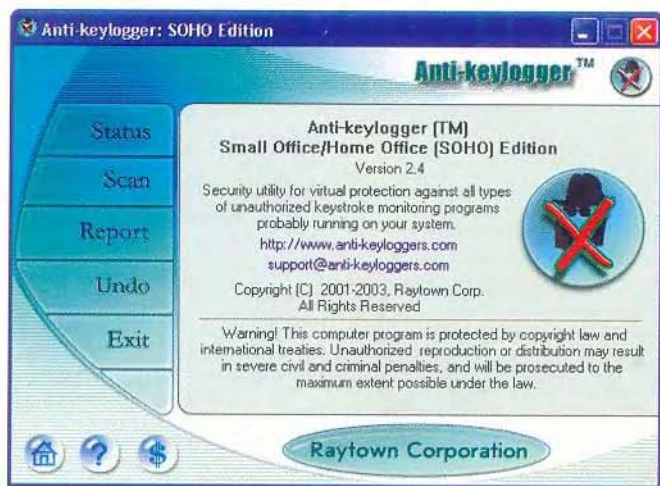 Anti-keylogger: SOHO Edition
Anti-keylogger™
Status
Scan
Report
Undo
Exit
Anti-keylogger (TM)
Small Office/Home Office (SOHO) Edition
Version 2.4
Security utility for virtual protection against all types
of unauthorized keystroke monitoring programs
probably running on your system.
http://www.anti-keyloggers.com
support@anti-keyloggers.com
Copyright (C) 2001-2003, Raytown Corp.
All Rights Reserved
Warning! This computer program is protected by copyright law and
international treaties. Unauthorized reproduction or distribution may result
in severe civil and criminal penalties, and will be prosecuted to the
maximum extent possible under the law.
? $
Raytown Corporation